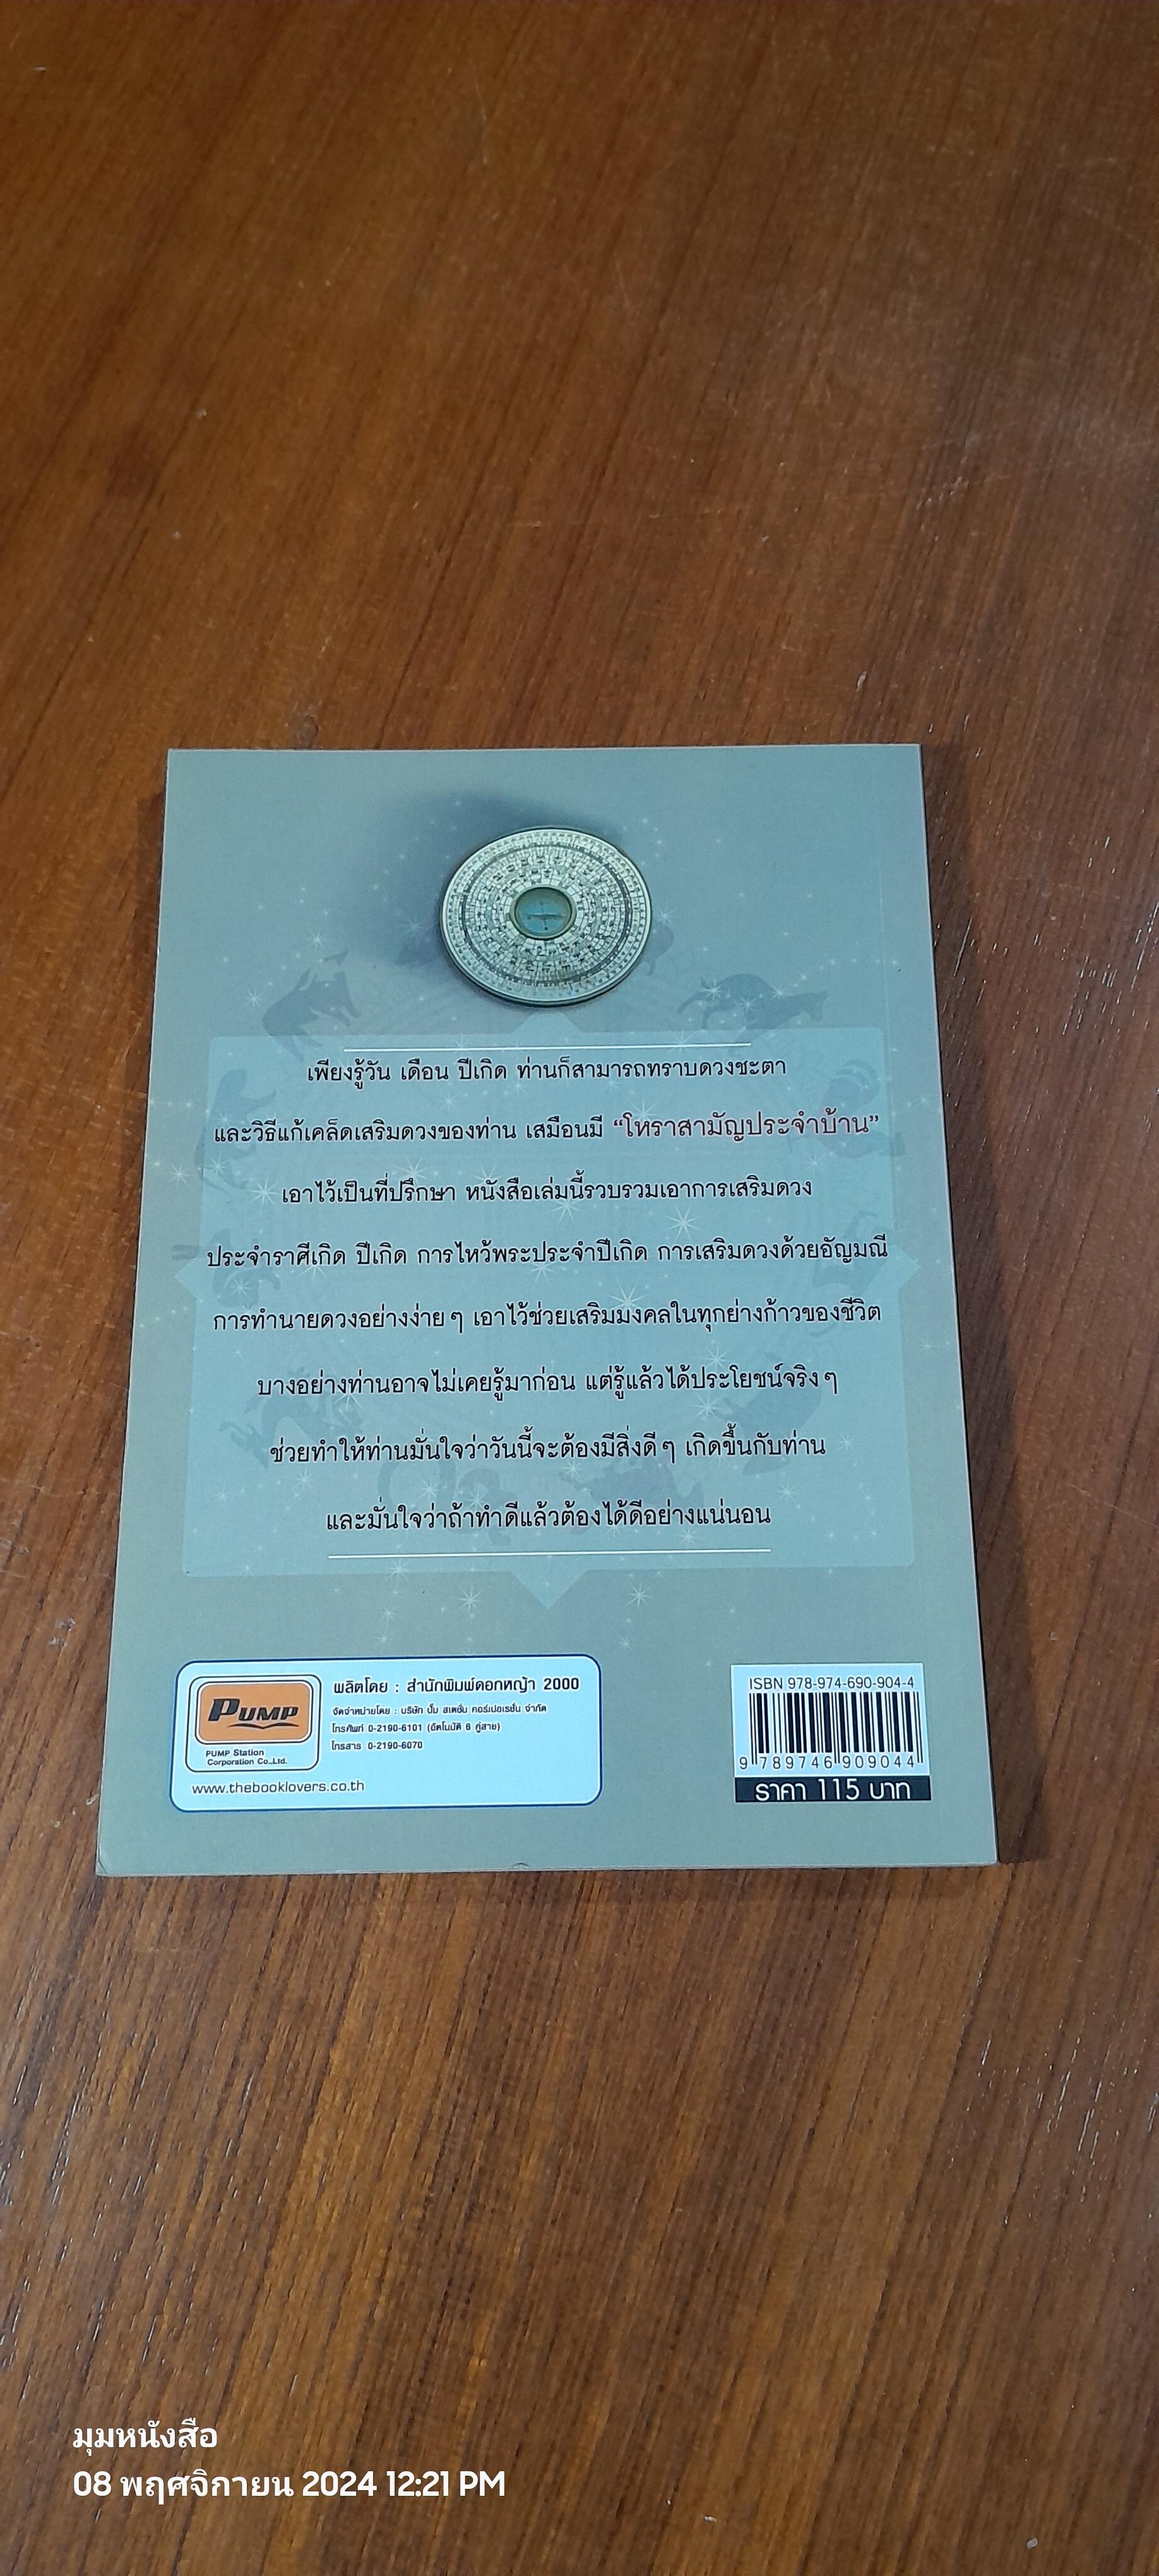 เพียงรู้วัน เดือน ปีเกิด ท่านก็สามารถทราบดวงชะตา
และวิธีแก้เคล็ดเสริมดวงของท่าน เสมือนมี “โหราสามัญประจำบ้าน”
เอาไว้เป็นที่ปรึกษา หนังสือเล่มนี้รวบรวมเอาการเสริมดวง
ประจำราศีเกิด ปีเกิด การไหว้พระประจำปีเกิด การเสริมดวงด้วยอัญมณี
การทำนายดวงอย่างง่ายๆ เอาไว้ช่วยเสริมมงคลในทุกย่างก้าวของชีวิต
บางอย่างท่านอาจไม่เคยรู้มาก่อน แต่รู้แล้วได้ประโยชน์จริงๆ
ช่วยทำให้ท่านมั่นใจว่าวันนี้จะต้องมีสิ่งดีๆ เกิดขึ้นกับท่าน
และมั่นใจว่าถ้าทำดีแล้วต้องได้ดีอย่างแน่นอน
PUMP
PUMP Station
Corporation Co.,Ltd.
ผลิตโดย : สำนักพิมพ์ดอกหญ้า 2000
จัดจำหน่ายโดย : บริษัท ปั๊ม สเตชั่น คอร์เปอเรชั่น จำกัด
โทรศัพท์ 0-2190-6101 (อัตโนมัติ 6 คู่สาย)
โทรสาร 0-2190-6070
www.thebooklovers.co.th
ISBN 978-974-690-904-4
9 789746 909044
ราคา 115 บาท
มุมหนังสือ
08 พฤศจิกายน 2024 12:21 PM